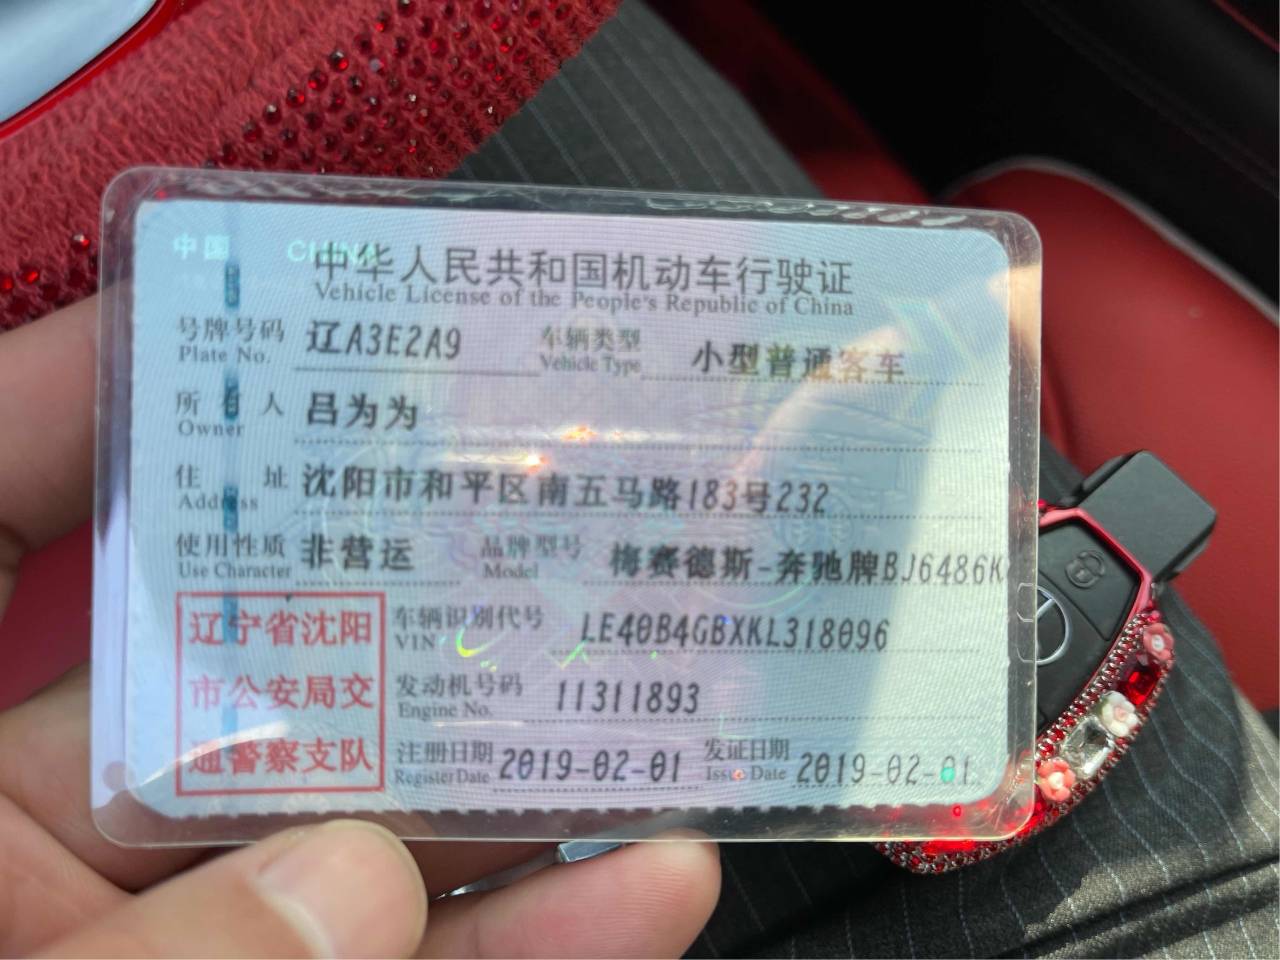 中国 CHINA
中华人民共和国机动车行驶证
Vehicle License of the People's Republic of China
号牌号码 辽A3E2A9 车辆类型 小型普通客车
Plate No. Vehicle Type
所有人 吕为为
Owner
住址 沈阳市和平区南五马路183号232
Address
使用性质 非营运 品牌型号 梅赛德斯-奔驰牌BJ6486K
Use Character Model
辽宁省沈阳 车辆识别代号 LE40B4GBXKL318096
VIN
市公安局交 发动机号码 11311893
Engine No.
通警察支队 注册日期 2019-02-01 发证日期 2019-02-01
Register Date Issue Date